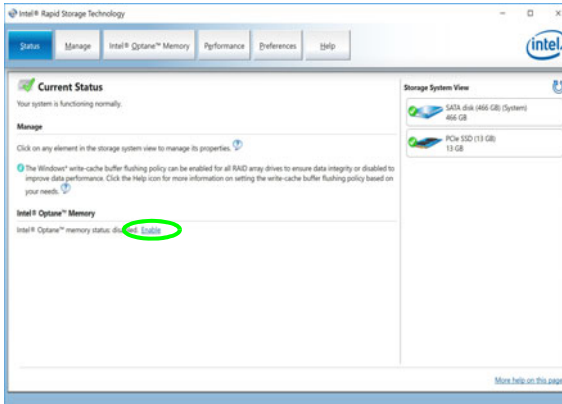 Intel® Rapid Storage Technology
Status
Manage
Intel® Optane™ Memory
Performance
Preferences
Help
intel
Current Status
Your system is functioning normally.
Manage
Click on any element in the storage system view to manage its properties.
The Windows* write-cache buffer flushing policy can be enabled for all RAID array drives to ensure data integrity or disabled to
improve data performance. Click the Help icon for more information on setting the write-cache buffer flushing policy based on
your needs.
Intel® Optane™ Memory
Intel® Optane™ memory status: disabled. Enable
Storage System View
SATA disk (466 GB) (System)
466 GB
PCIe SSD (13 GB)
13 GB
More help on this page